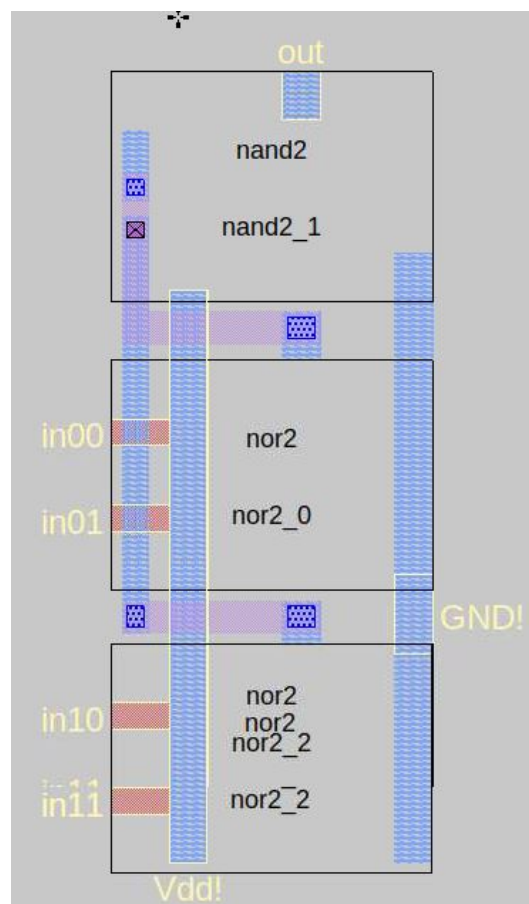 out
nand2
nand2_1
in00
nor2
in01
nor2_0
GND!
nor2
in10
nor2
nor2_2
in11
nor2_2
Vdd!